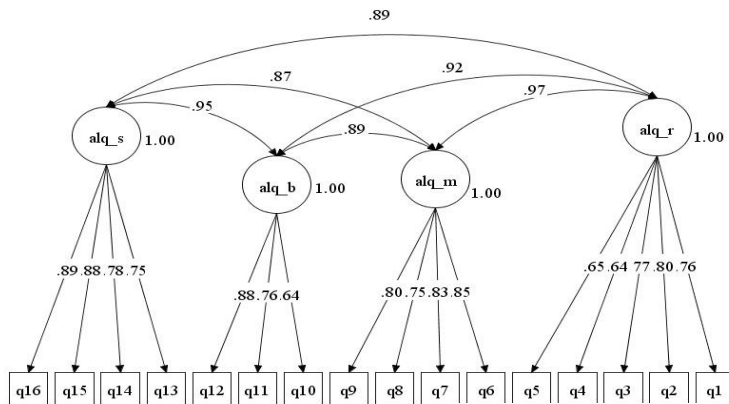 .89
.87
.92
.97
.95
.89
alq_s 1.00
alq_b 1.00
alq_m 1.00
alq_r 1.00
.89 .88 .78 .75
.88 .76 .64
.80 .75 .83 .85
.65 .64 77 .80 .76
q16 q15 q14 q13 q12 q11 q10 q9 q8 q7 q6 q5 q4 q3 q2 q1